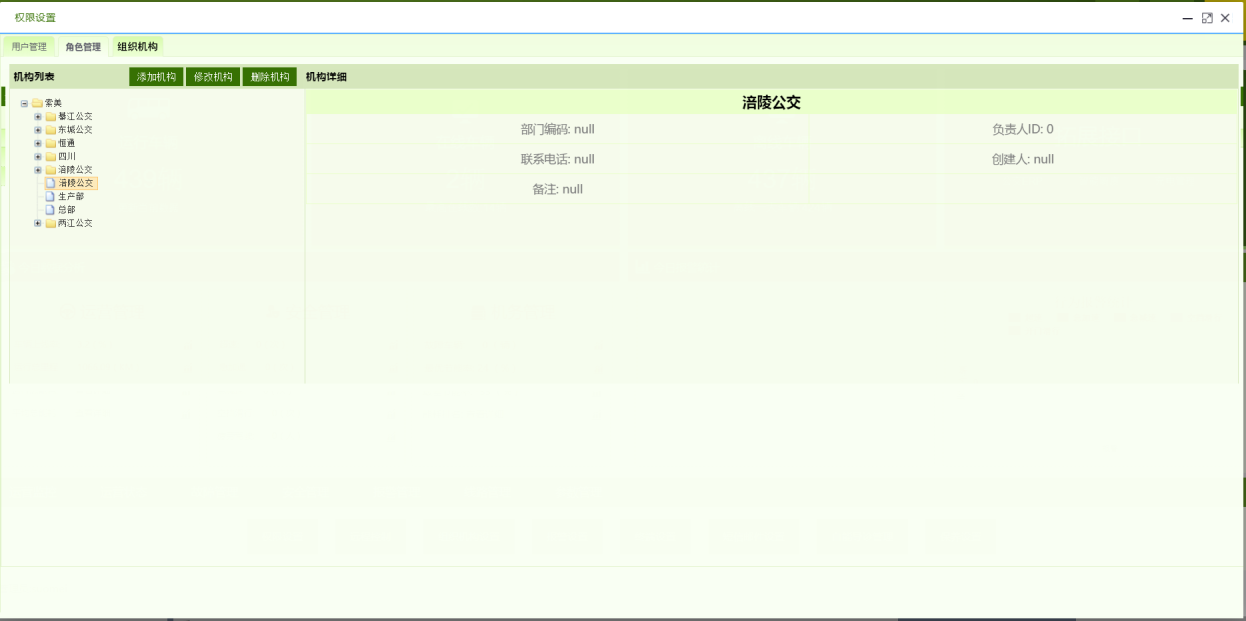 权限设置
用户管理 角色管理 组织机构
机构列表 添加机构 修改机构 删除机构 机构详细
索美
綦江公交
东城公交
恒通
四川
涪陵公交
涪陵公交
生产部
总部
两江公交
涪陵公交
部门编码: null 负责人ID: 0
联系电话: null 创建人: null
备注: null